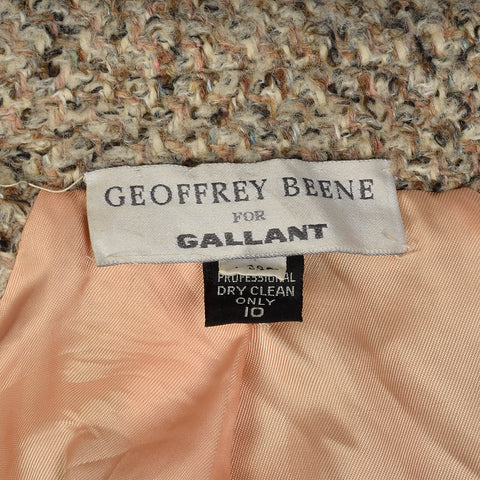 GEOFFREY BEENE
FOR
GALLANT
PROFESSIONAL
DRY CLEAN
ONLY
10